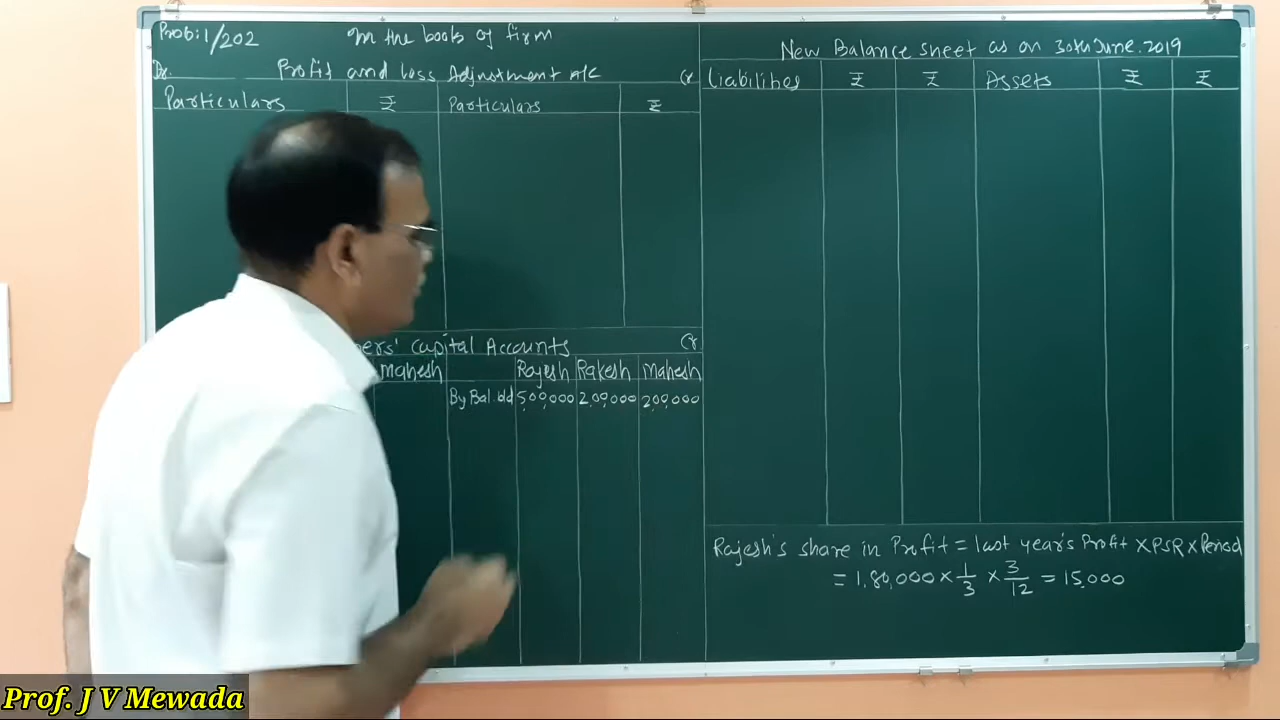 Prob:1/202
In the books of firm
Dr. Profit and loss Adjustment A/c Cr
Particulars ₹ Particulars ₹
Capital Accounts Cr
Mahesh Rajesh Rakesh Mahesh
By Bal. b/d 5,00,000 2,00,000 2,00,000
New Balance sheet as on 30th June.2019
Liabilities ₹ ₹ Assets ₹ ₹
Rajesh's share in Profit = last year's Profit × PSR × Period
= 1,80,000 × 1/3 × 3/12 = 15,000
Prof. J V Mewada